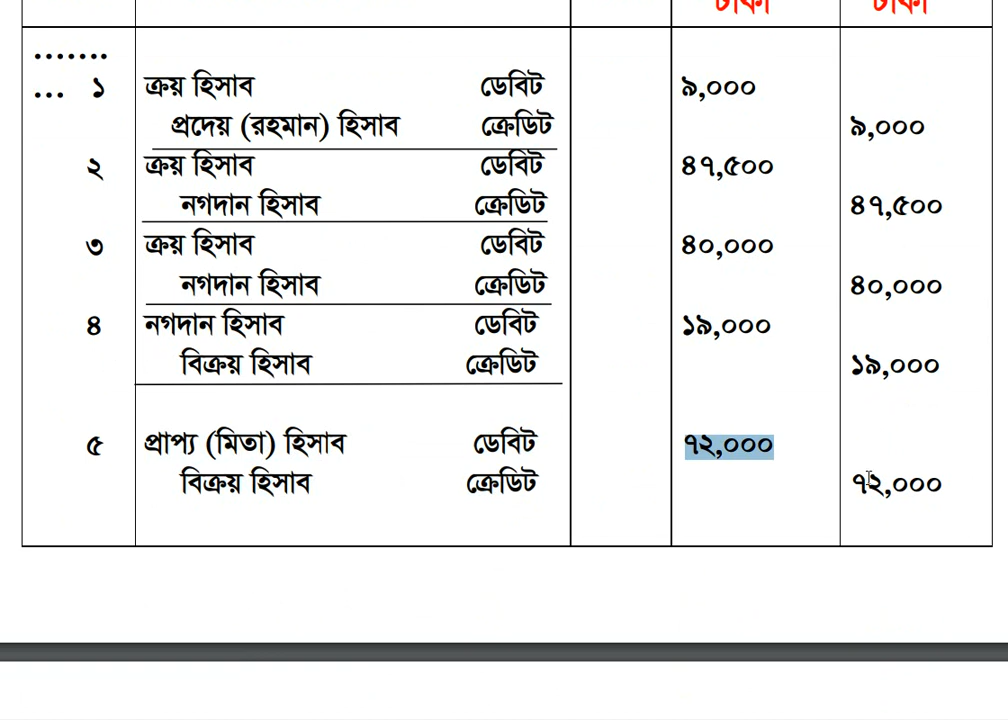 টাকা টাকা
.......
... ১ ক্রয় হিসাব ডেবিট ৯,০০০
প্রদেয় (রহমান) হিসাব ক্রেডিট ৯,০০০
২ ক্রয় হিসাব ডেবিট ৪৭,৫০০
নগদান হিসাব ক্রেডিট ৪৭,৫০০
৩ ক্রয় হিসাব ডেবিট ৪০,০০০
নগদান হিসাব ক্রেডিট ৪০,০০০
৪ নগদান হিসাব ডেবিট ১৯,০০০
বিক্রয় হিসাব ক্রেডিট ১৯,০০০
৫ প্রাপ্য (মিতা) হিসাব ডেবিট ৭২,০০০
বিক্রয় হিসাব ক্রেডিট ৭২,০০০